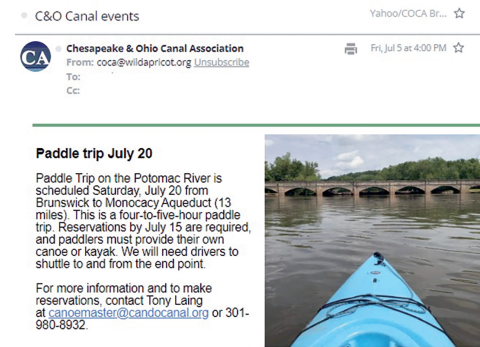 C&O Canal events
Yahoo/COCA Br...
CA
Chesapeake & Ohio Canal Association
Fri, Jul 5 at 4:00 PM
From: coca@wildapricot.org Unsubscribe
To:
Cc:
Paddle trip July 20
Paddle Trip on the Potomac River is
scheduled Saturday, July 20 from
Brunswick to Monocacy Aqueduct (13
miles). This is a four-to-five-hour paddle
trip. Reservations by July 15 are required,
and paddlers must provide their own
canoe or kayak. We will need drivers to
shuttle to and from the end point.
For more information and to make
reservations, contact Tony Laing
at canoemaster@candocanal.org or 301-
980-8932.